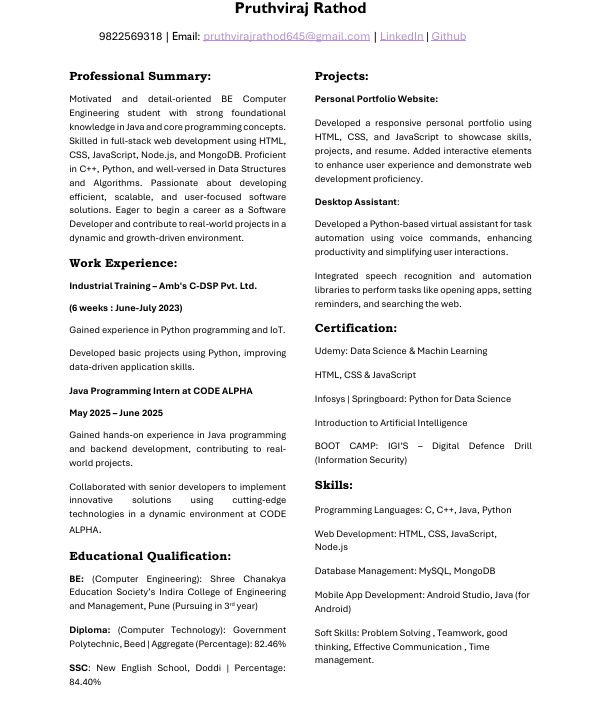 Pruthviraj Rathod
9822569318 | Email: pruthvirajrathod645@gmail.com | LinkedIn | Github
Professional Summary:
Motivated and detail-oriented BE Computer
Engineering student with strong foundational
knowledge in Java and core programming concepts.
Skilled in full-stack web development using HTML,
CSS, JavaScript, Node.js, and MongoDB. Proficient
in C++, Python, and well-versed in Data Structures
and Algorithms. Passionate about developing
efficient, scalable, and user-focused software
solutions. Eager to begin a career as a Software
Developer and contribute to real-world projects in a
dynamic and growth-driven environment.
Work Experience:
Industrial Training – Amb's C-DSP Pvt. Ltd.
(6 weeks : June-July 2023)
Gained experience in Python programming and IoT.
Developed basic projects using Python, improving
data-driven application skills.
Java Programming Intern at CODE ALPHA
May 2025 – June 2025
Gained hands-on experience in Java programming
and backend development, contributing to real-
world projects.
Collaborated with senior developers to implement
innovative solutions using cutting-edge
technologies in a dynamic environment at CODE
ALPHA.
Educational Qualification:
BE: (Computer Engineering): Shree Chanakya
Education Society's Indira College of Engineering
and Management, Pune (Pursuing in 3rd year)
Diploma: (Computer Technology): Government
Polytechnic, Beed | Aggregate (Percentage): 82.46%
SSC: New English School, Doddi | Percentage:
84.40%
Projects:
Personal Portfolio Website:
Developed a responsive personal portfolio using
HTML, CSS, and JavaScript to showcase skills,
projects, and resume. Added interactive elements
to enhance user experience and demonstrate web
development proficiency.
Desktop Assistant:
Developed a Python-based virtual assistant for task
automation using voice commands, enhancing
productivity and simplifying user interactions.
Integrated speech recognition and automation
libraries to perform tasks like opening apps, setting
reminders, and searching the web.
Certification:
Udemy: Data Science & Machin Learning
HTML, CSS & JavaScript
Infosys | Springboard: Python for Data Science
Introduction to Artificial Intelligence
BOOT CAMP: IGI'S – Digital Defence Drill
(Information Security)
Skills:
Programming Languages: C, C++, Java, Python
Web Development: HTML, CSS, JavaScript,
Node.js
Database Management: MySQL, MongoDB
Mobile App Development: Android Studio, Java (for
Android)
Soft Skills: Problem Solving , Teamwork, good
thinking, Effective Communication , Time
management.